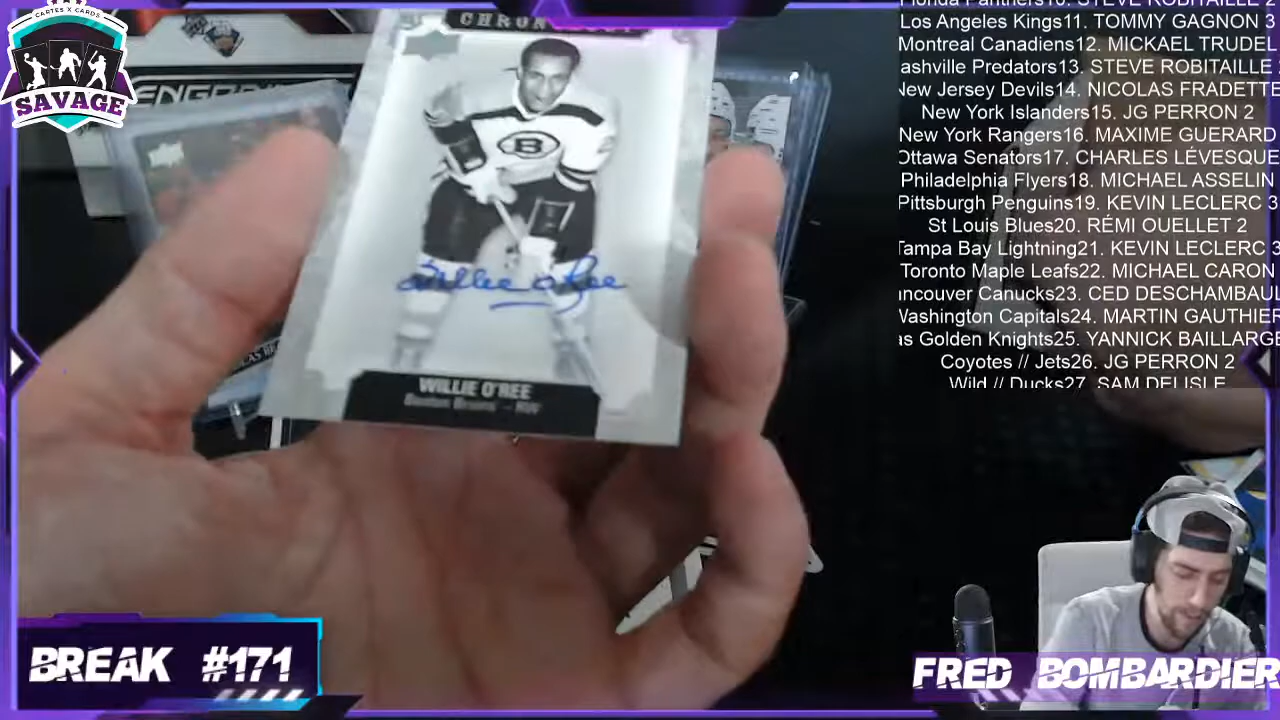 CARTES X CARDS
SAVAGE
CHRON
B
Willie O'Ree
WILLIE O'REE
Boston Bruins - RW
BREAK #171
Florida Panthers10. STEVE ROBITAILLE 2
Los Angeles Kings11. TOMMY GAGNON 3
Montreal Canadiens12. MICKAEL TRUDEL
ashville Predators13. STEVE ROBITAILLE
New Jersey Devils14. NICOLAS FRADETTE
New York Islanders15. JG PERRON 2
New York Rangers16. MAXIME GUERARD
Ottawa Senators17. CHARLES LÉVESQUE
Philadelphia Flyers18. MICHAEL ASSELIN
Pittsburgh Penguins19. KEVIN LECLERC 3
St Louis Blues20. RÉMI OUELLET 2
Tampa Bay Lightning21. KEVIN LECLERC 3
Toronto Maple Leafs22. MICHAEL CARON
ancouver Canucks23. CED DESCHAMBAUL
Washington Capitals24. MARTIN GAUTHIER
as Golden Knights25. YANNICK BAILLARGE
Coyotes // Jets26. JG PERRON 2
Wild // Ducks27. SAM DELISLE
FRED BOMBARDIER